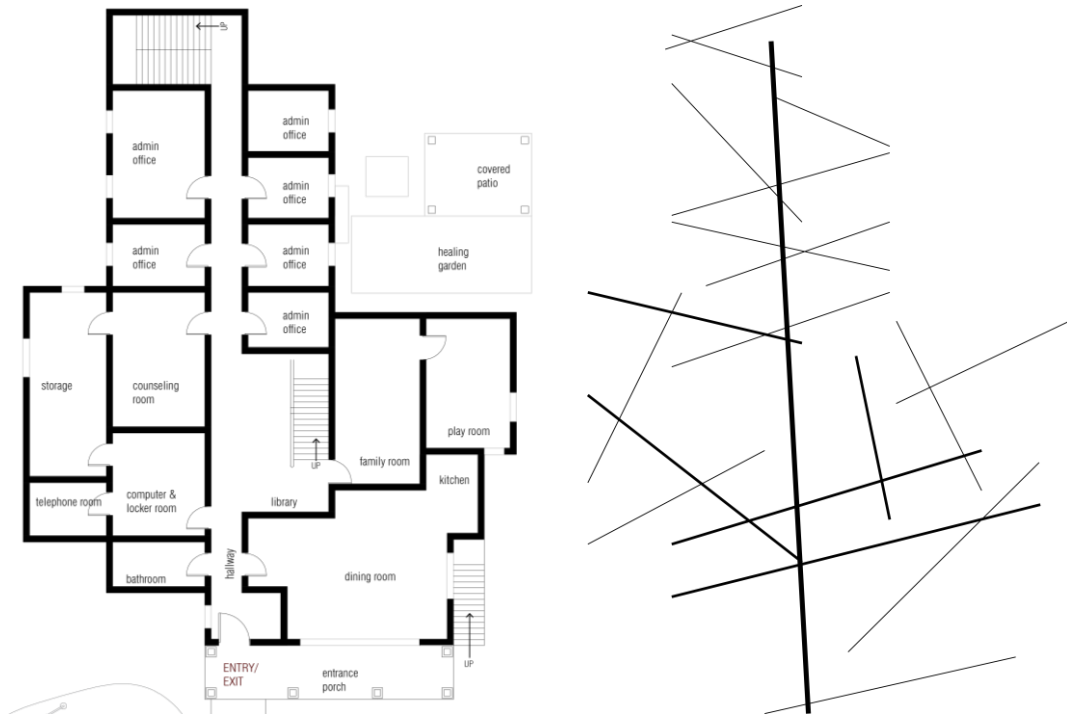 UP
admin
office
admin
office
covered
patio
admin
office
admin
office
admin
office
healing
garden
admin
office
storage
counseling
room
play room
UP
family room
kitchen
telephone room
computer &
locker room
library
hallway
bathroom
dining room
UP
ENTRY/
EXIT
entrance
porch